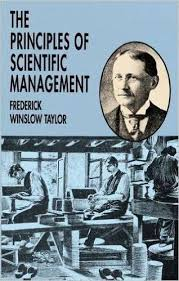 THE
PRINCIPLES OF
SCIENTIFIC
MANAGEMENT
FREDERICK
WINSLOW TAYLOR